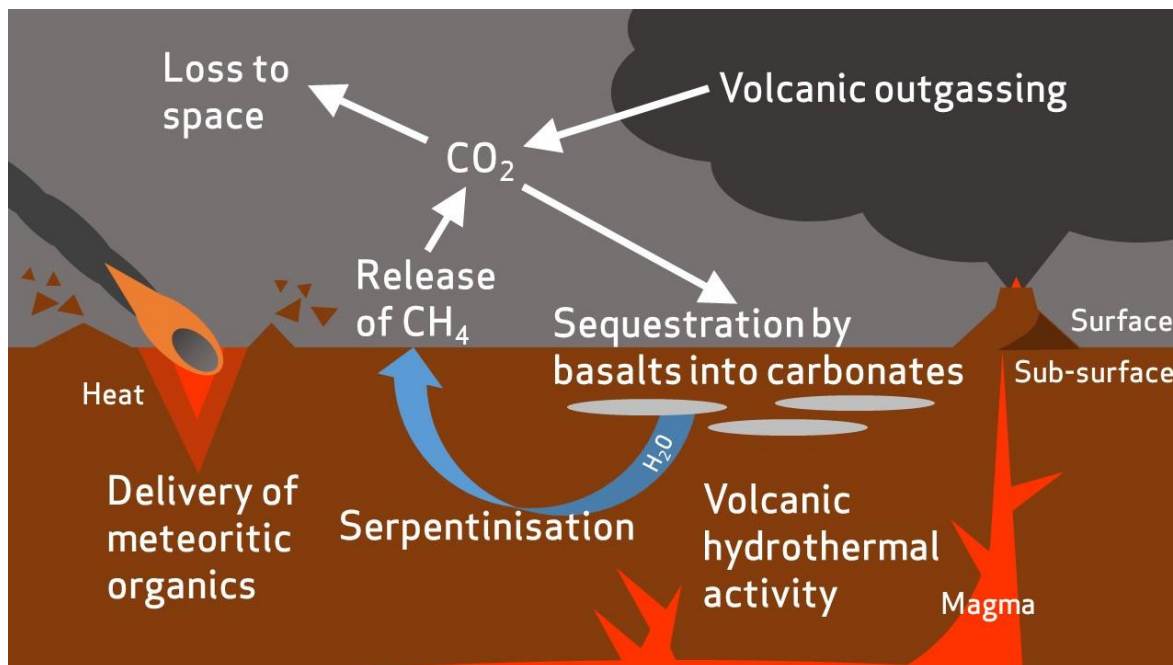 Loss to
space
Volcanic outgassing
CO₂
Release
of CH₄
Sequestration by
basalts into carbonates
Surface
Sub-surface
Heat
H₂O
Delivery of
meteoritic
organics
Serpentinisation
Volcanic
hydrothermal
activity
Magma